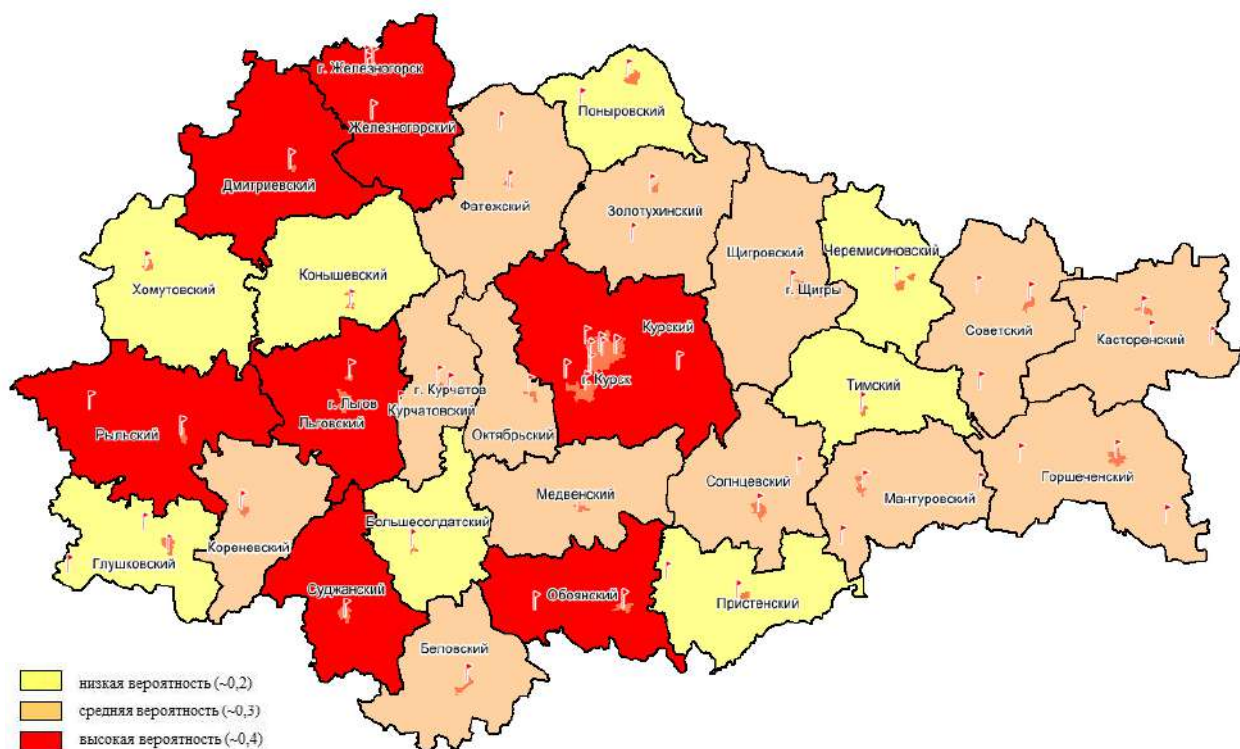 г. Железногорск
Железногорский
Поныровский
Дмитриевский
Фатежский
Золотухинский
Хомутовский
Конышевский
Щигровский
г. Щигры
Черемисиновский
Советский
Касторенский
Курский
г. Курск
г. Курчатов
Курчатовский
г. Льгов
Льговский
Октябрьский
Тимский
Рыльский
Медвенский
Солнцевский
Мантуровский
Горшеченский
Большесолдатский
Кореневский
Глушковский
Суджанский
Обоянский
Пристенский
Беловский
низкая вероятность (~0,2)
средняя вероятность (~0,3)
высокая вероятность (~0,4)